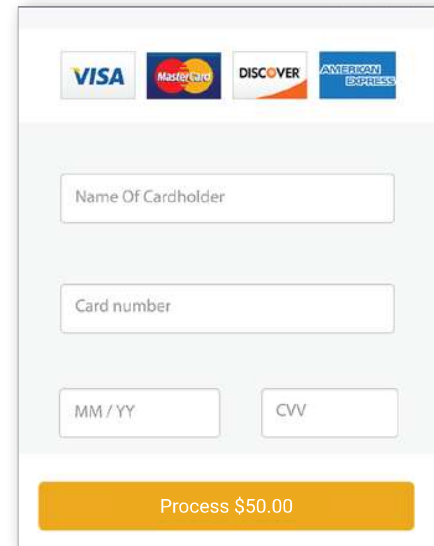 VISA MasterCard DISCOVER AMERICAN EXPRESS
Name Of Cardholder
Card number
MM / YY CVV
Process $50.00